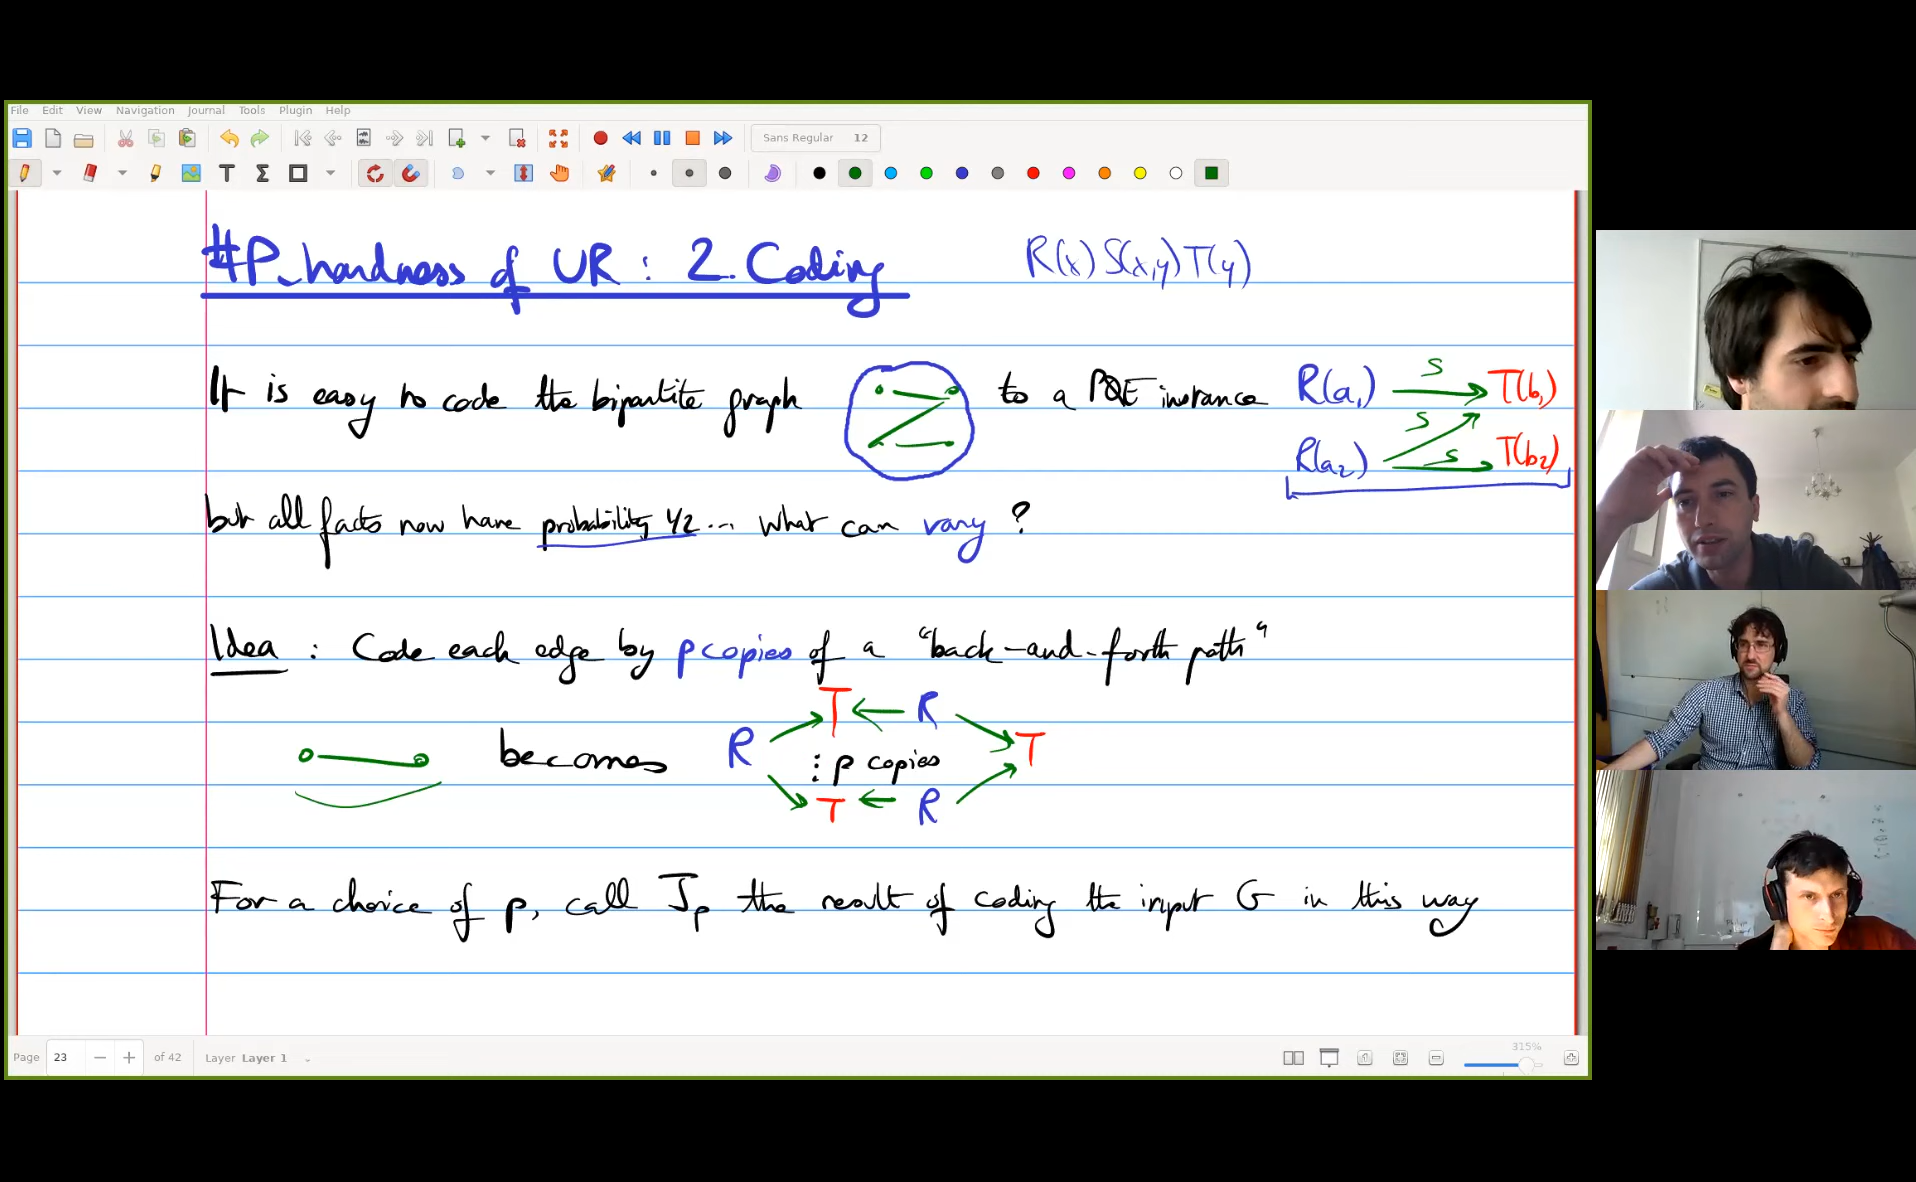 File Edit View Navigation Journal Tools Plugin Help
Sans Regular 12
#P-hardness of UR : 2. Coding R(x) S(x,y) T(y)
It is easy to code the bipartite graph to a PQE instance R(a1) S T(b1)
S
R(a2) S T(b2)
but all facts now have probability 1/2 ... What can vary ?
Idea : Code each edge by p copies of a "back-and-forth path"
T R
becomes R : p copies T
T R
For a choice of p, call Jp the result of coding the input G in this way
Page 23 of 42 Layer Layer 1 315%